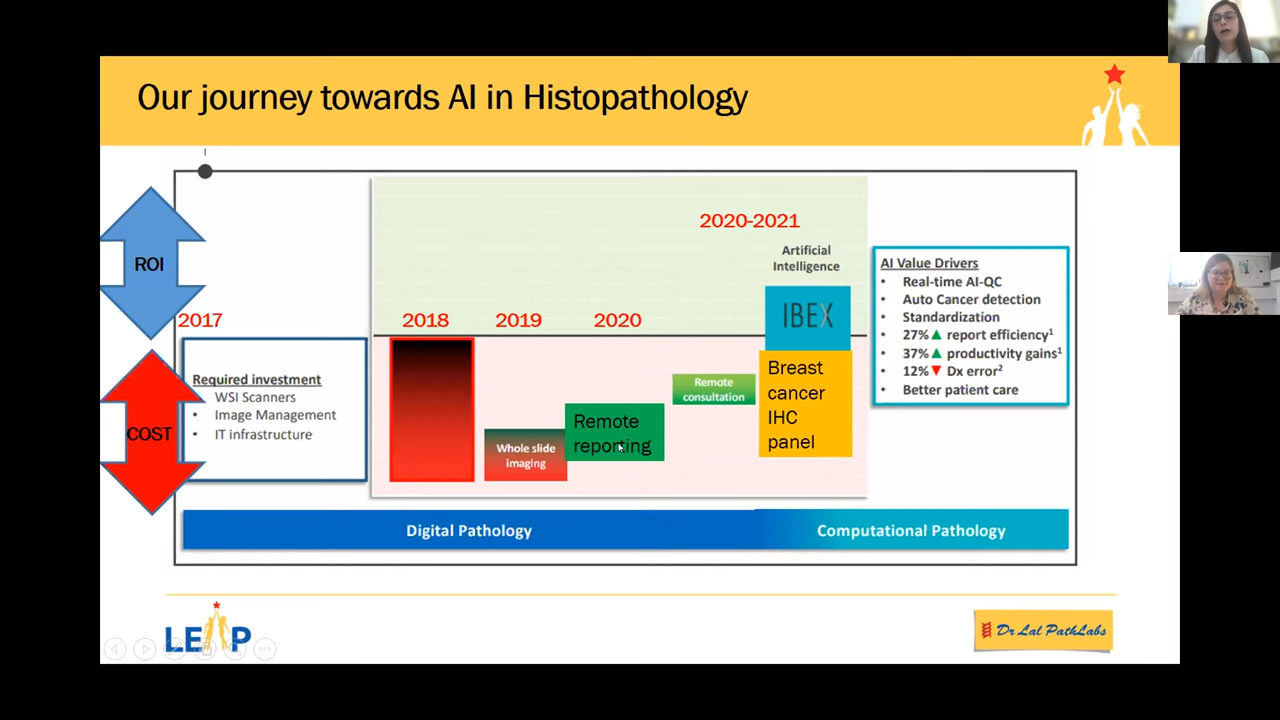 Our journey towards AI in Histopathology
ROI
COST
2017
Required investment
WSI Scanners
• Image Management
• IT infrastructure
2018
2019
2020
2020-2021
Whole slide
imaging
Remote
reporting
Remote
consultation
Artificial
Intelligence
IBEX
Breast
cancer
IHC
panel
AI Value Drivers
• Real-time AI-QC
• Auto Cancer detection
• Standardization
• 27% ▲ report efficiency¹
• 37% ▲ productivity gains¹
• 12% ▼ Dx error²
• Better patient care
Digital Pathology
Computational Pathology
LEAP
Dr Lal PathLabs